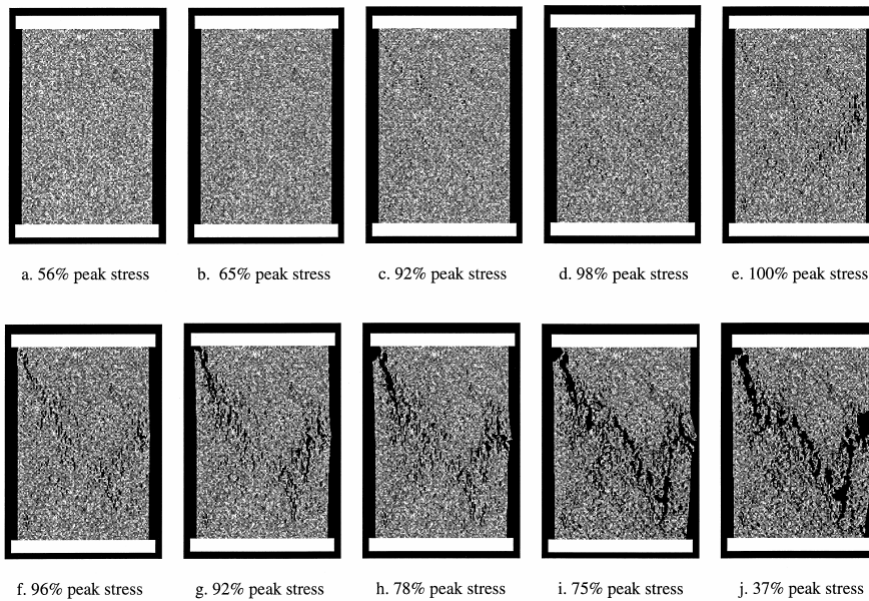 a. 56% peak stress
b. 65% peak stress
c. 92% peak stress
d. 98% peak stress
e. 100% peak stress
f. 96% peak stress
g. 92% peak stress
h. 78% peak stress
i. 75% peak stress
j. 37% peak stress